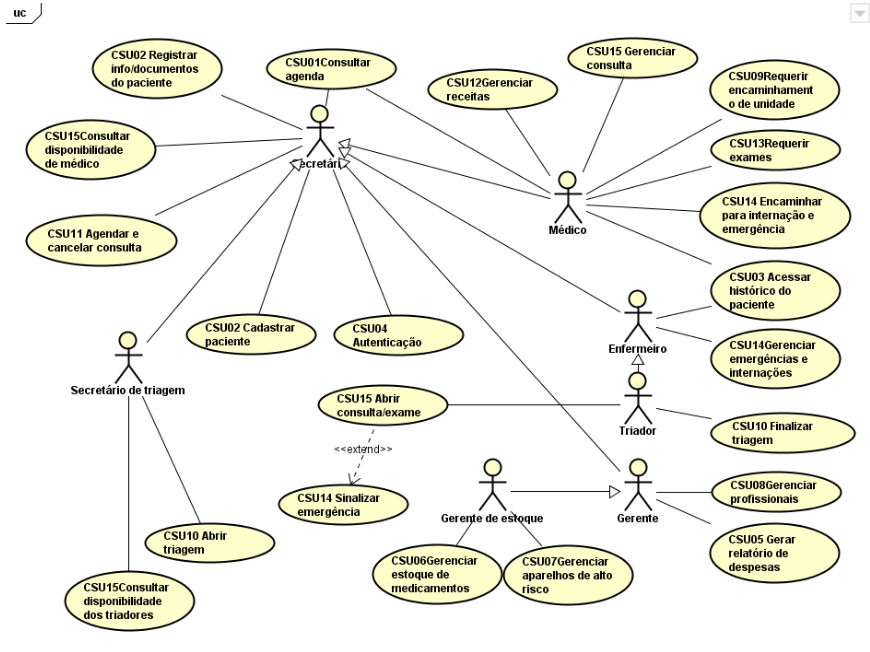 uc
CSU02 Registrar
info/documentos
do paciente
CSU01Consultar
agenda
CSU12Gerenciar
receitas
CSU15 Gerenciar
consulta
CSU09Requerir
encaminhament
o de unidade
CSU15Consultar
disponibilidade
de médico
CSU13Requerir
exames
CSU14 Encaminhar
para internação e
emergência
Médico
CSU11 Agendar e
cancelar consulta
CSU03 Acessar
histórico do
paciente
CSU02 Cadastrar
paciente
CSU04
Autenticação
Enfermeiro
CSU14Gerenciar
emergências e
internações
Secretário de triagem
CSU15 Abrir
consulta/exame
Triador
CSU10 Finalizar
triagem
<<extend>>
CSU14 Sinalizar
emergência
Gerente de estoque
Gerente
CSU08Gerenciar
profissionais
CSU10 Abrir
triagem
CSU05 Gerar
relatório de
despesas
CSU06Gerenciar
estoque de
medicamentos
CSU07Gerenciar
aparelhos de alto
risco
CSU15Consultar
disponibilidade
dos triadores